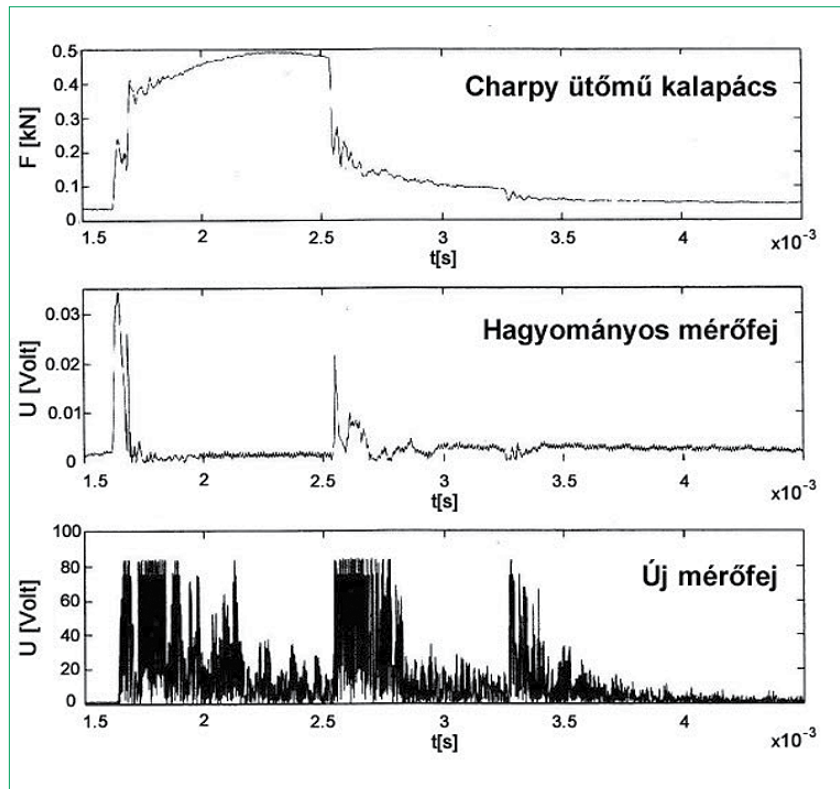 0.5
0.4
0.3
0.2
0.1
0
F [kN]
Charpy ütőmű kalapács
1.5 2 2.5 3 3.5 4
x10⁻³
t[s]
0.03
0.02
0.01
0
U [Volt]
Hagyományos mérőfej
1.5 2 2.5 3 3.5 4
x10⁻³
t[s]
100
80
60
40
20
0
U [Volt]
Új mérőfej
1.5 2 2.5 3 3.5 4
x10⁻³
t[s]